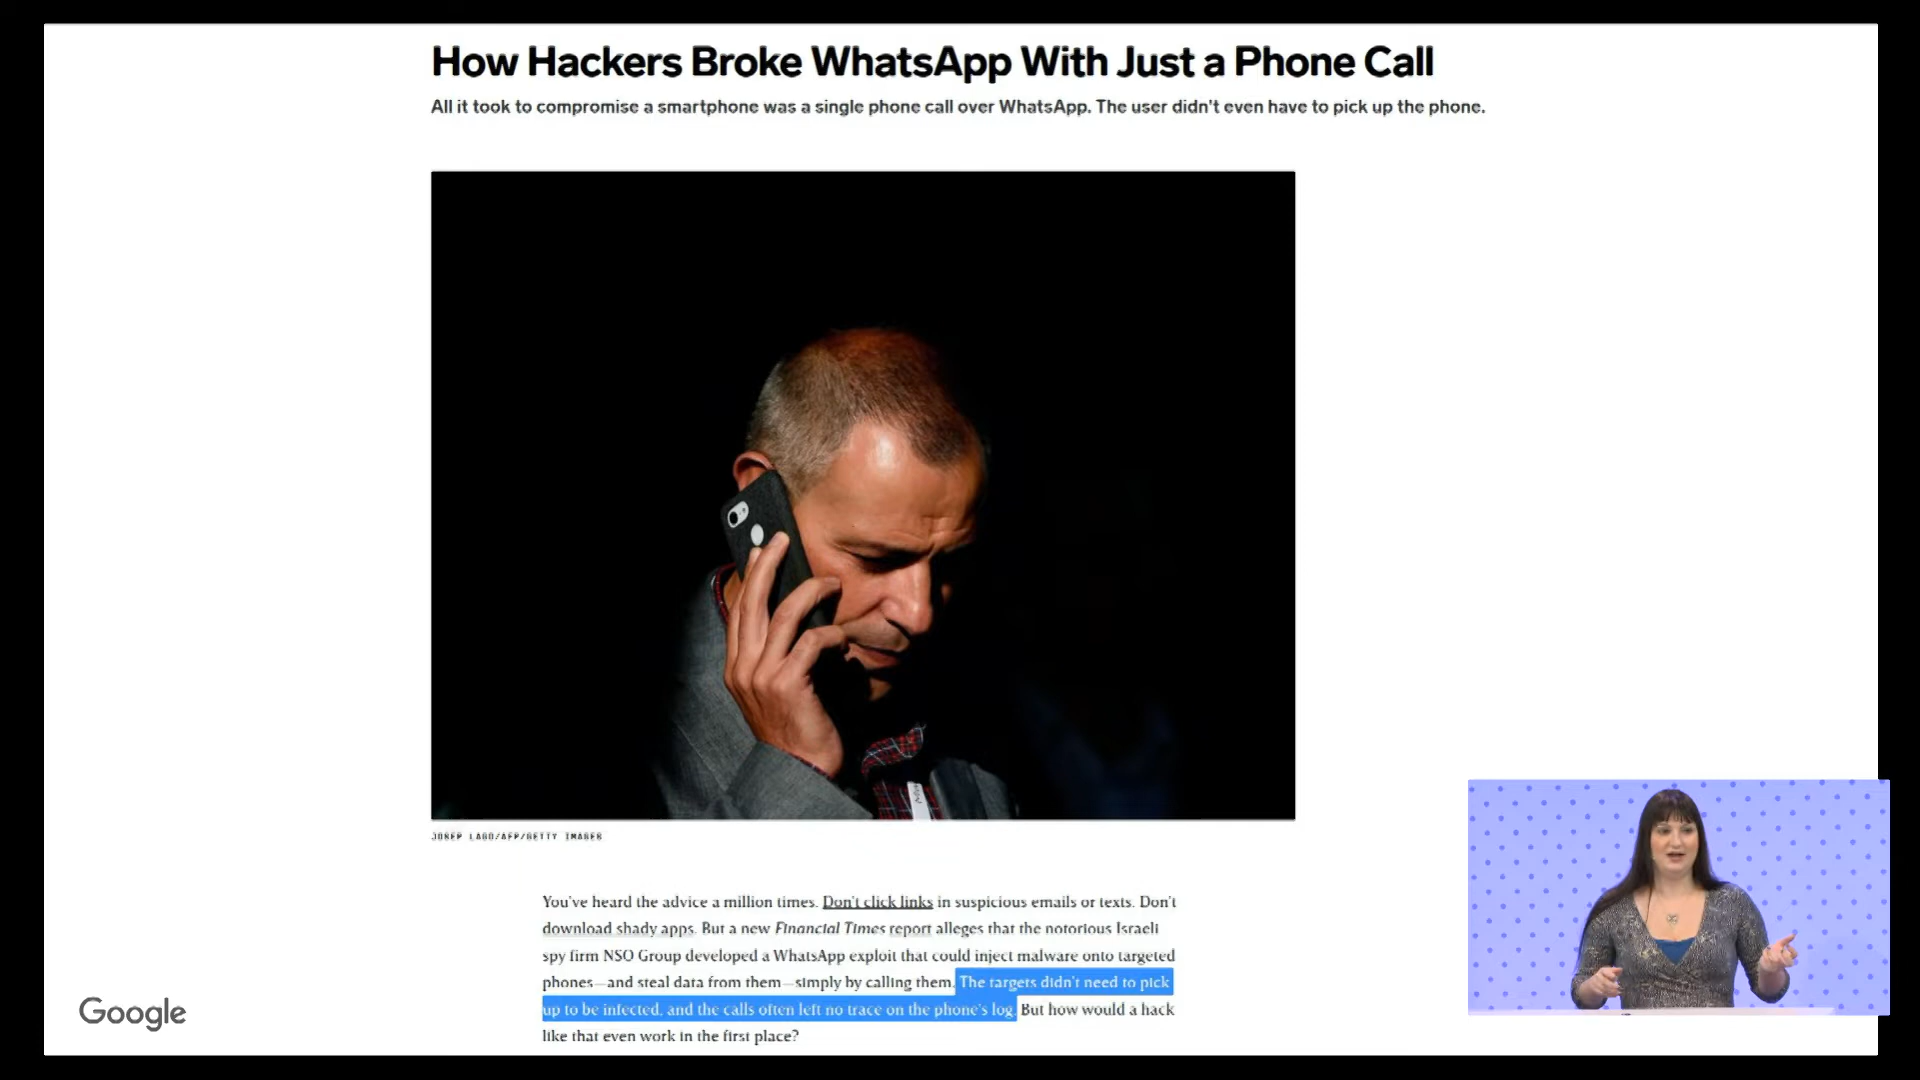 How Hackers Broke WhatsApp With Just a Phone Call
All it took to compromise a smartphone was a single phone call over WhatsApp. The user didn't even have to pick up the phone.
JOSEP LAGO/AFP/GETTY IMAGES
You've heard the advice a million times. Don't click links in suspicious emails or texts. Don't
download shady apps. But a new Financial Times report alleges that the notorious Israeli
spy firm NSO Group developed a WhatsApp exploit that could inject malware onto targeted
phones—and steal data from them—simply by calling them. The targets didn't need to pick
up to be infected, and the calls often left no trace on the phone's log. But how would a hack
like that even work in the first place?
Google